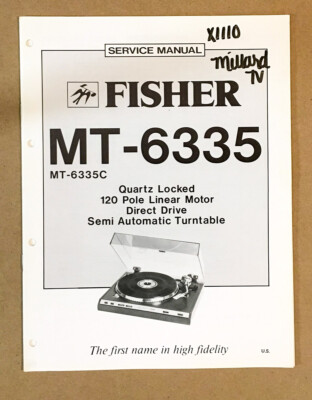 X1110
Millard
TV
SERVICE MANUAL
FISHER
MT-6335
MT-6335C
Quartz Locked
120 Pole Linear Motor
Direct Drive
Semi Automatic Turntable
The first name in high fidelity
U.S.